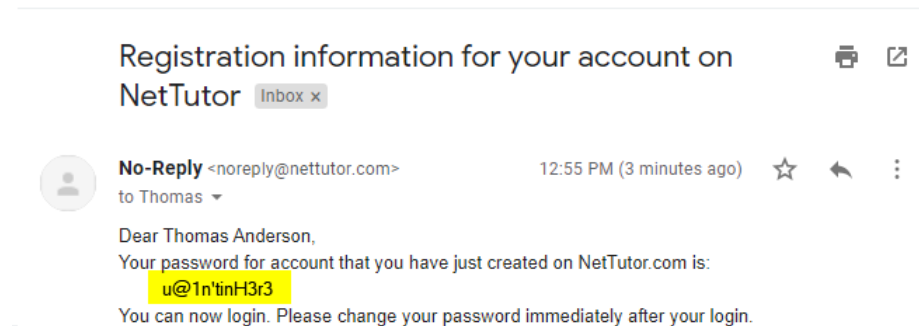 Registration information for your account on
NetTutor Inbox x
No-Reply <noreply@nettutor.com> 12:55 PM (3 minutes ago)
to Thomas
Dear Thomas Anderson,
Your password for account that you have just created on NetTutor.com is:
u@1n'tinH3r3
You can now login. Please change your password immediately after your login.